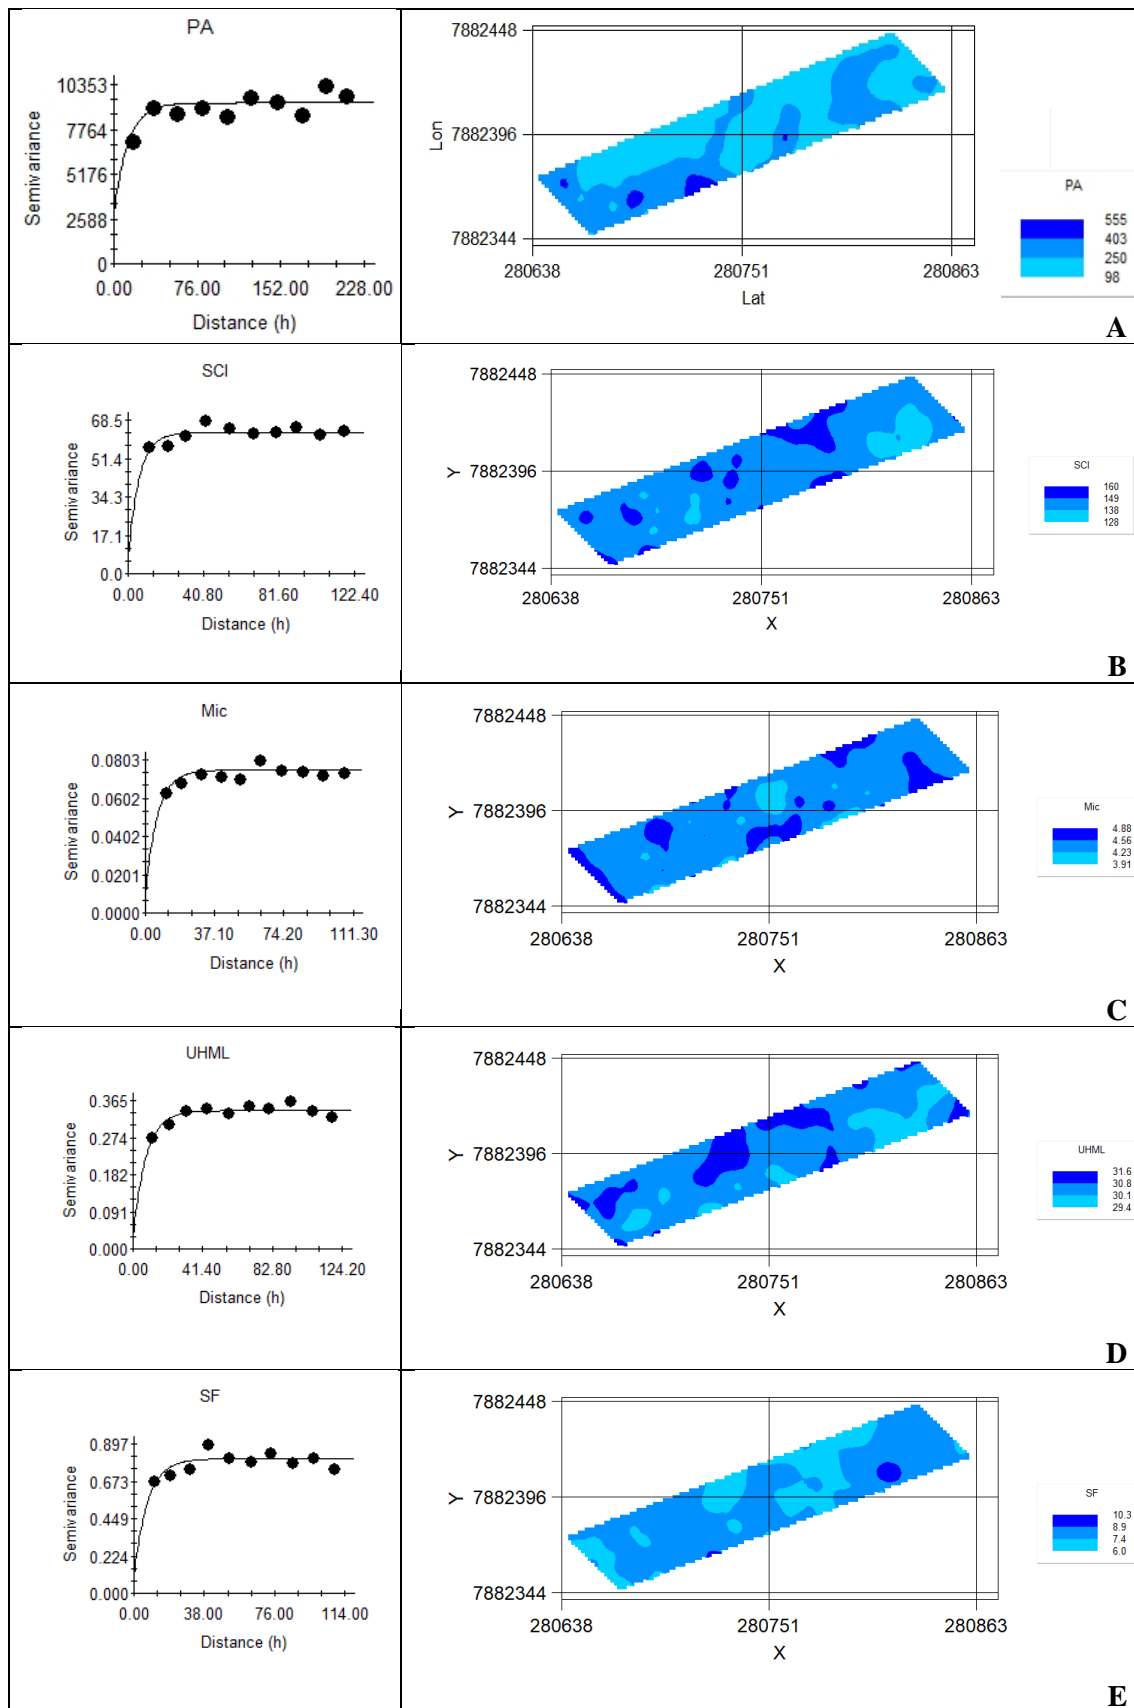 PA
10353
7764
5176
2588
0
Semivariance
0.00 76.00 152.00 228.00
Distance (h)
7882448
7882396
7882344
Lon
280638 280751 280863
Lat
PA
555
403
250
98
A
SCI
68.5
51.4
34.3
17.1
0.0
Semivariance
0.00 40.80 81.60 122.40
Distance (h)
7882448
7882396
7882344
Y
280638 280751 280863
X
SCI
160
149
138
128
B
Mic
0.0803
0.0602
0.0402
0.0201
0.0000
Semivariance
0.00 37.10 74.20 111.30
Distance (h)
7882448
7882396
7882344
Y
280638 280751 280863
X
Mic
4.88
4.56
4.23
3.91
C
UHML
0.365
0.274
0.182
0.091
0.000
Semivariance
0.00 41.40 82.80 124.20
Distance (h)
7882448
7882396
7882344
Y
280638 280751 280863
X
UHML
31.6
30.8
30.1
29.4
D
SF
0.897
0.673
0.449
0.224
0.000
Semivariance
0.00 38.00 76.00 114.00
Distance (h)
7882448
7882396
7882344
Y
280638 280751 280863
X
SF
10.3
8.9
7.4
6.0
E